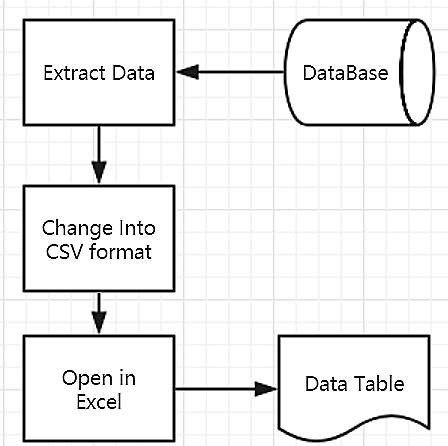 Extract Data
DataBase
Change Into
CSV format
Open in
Excel
Data Table